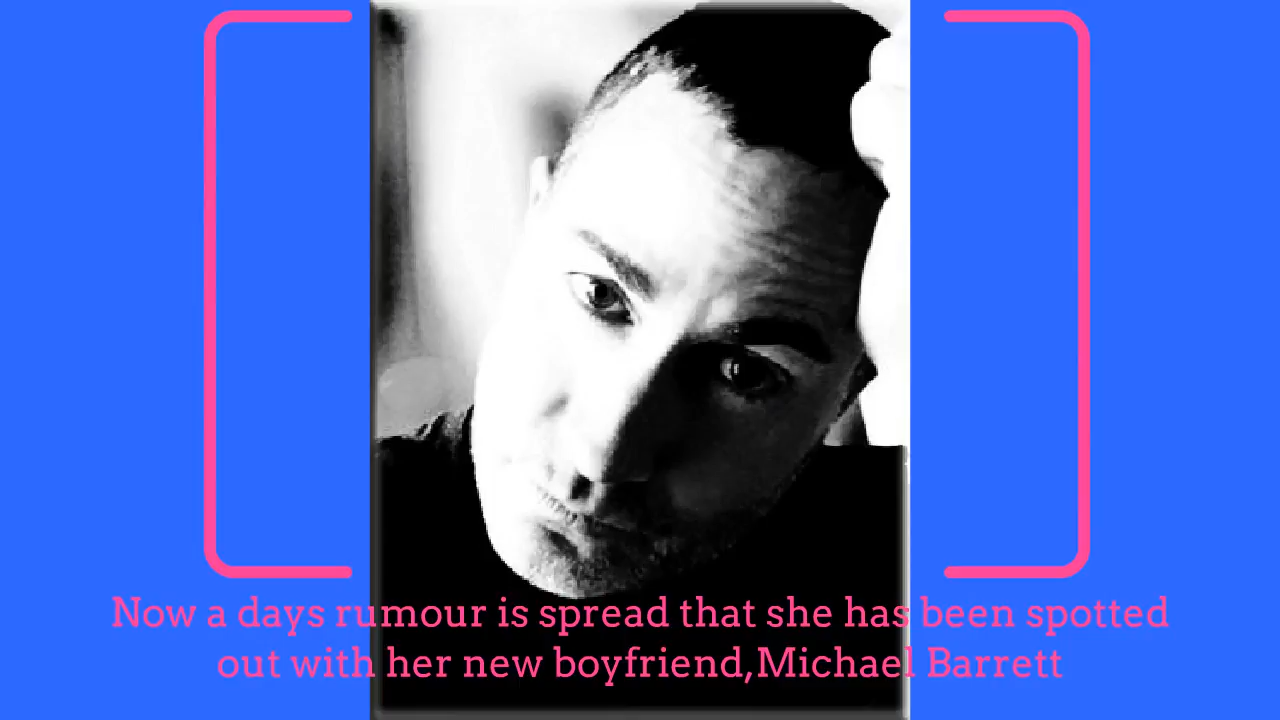 Now a days rumour is spread that she has been spotted
out with her new boyfriend,Michael Barrett